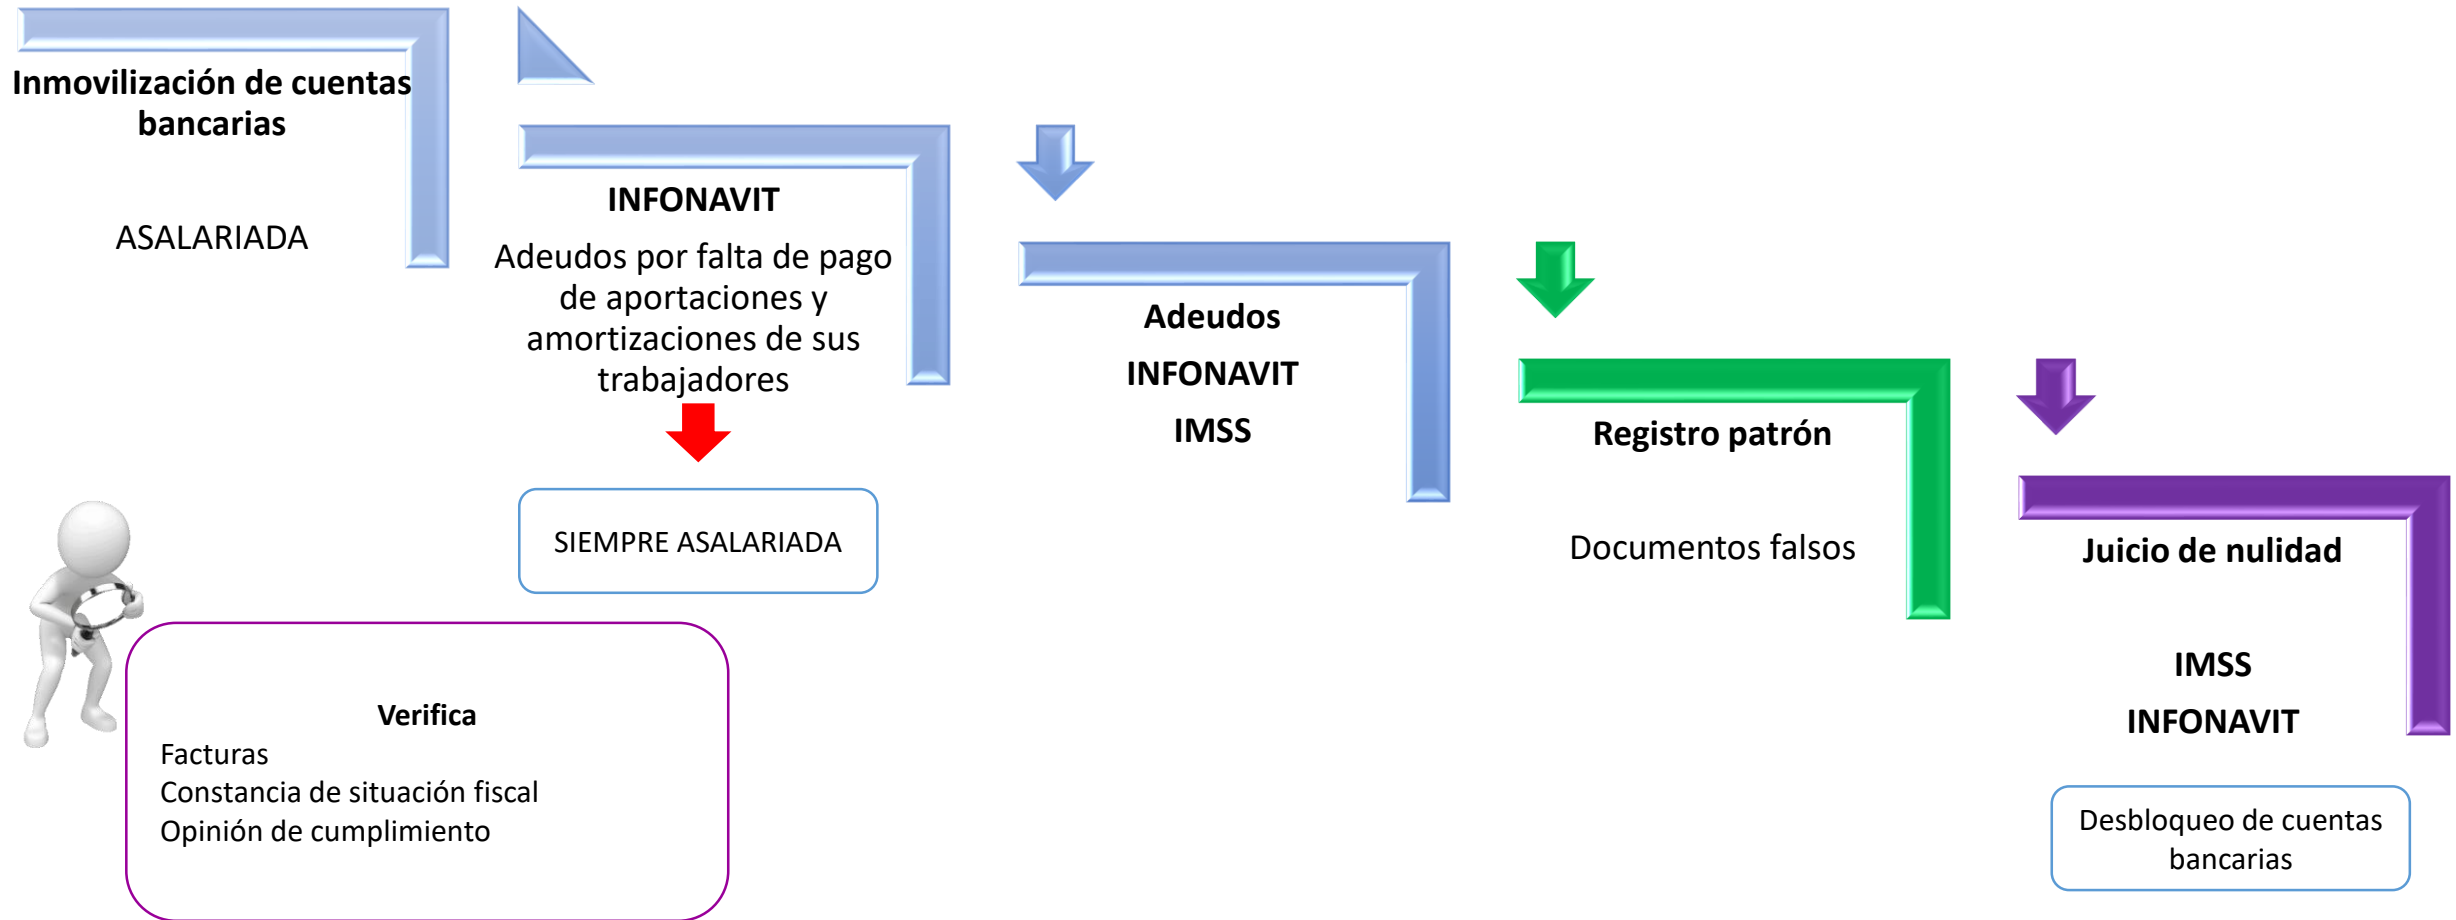 Inmovilización de cuentas
bancarias
ASALARIADA
INFONAVIT
Adeudos por falta de pago
de aportaciones y
amortizaciones de sus
trabajadores
SIEMPRE ASALARIADA
Verifica
Facturas
Constancia de situación fiscal
Opinión de cumplimiento
Adeudos
INFONAVIT
IMSS
Registro patrón
Documentos falsos
Juicio de nulidad
IMSS
INFONAVIT
Desbloqueo de cuentas
bancarias